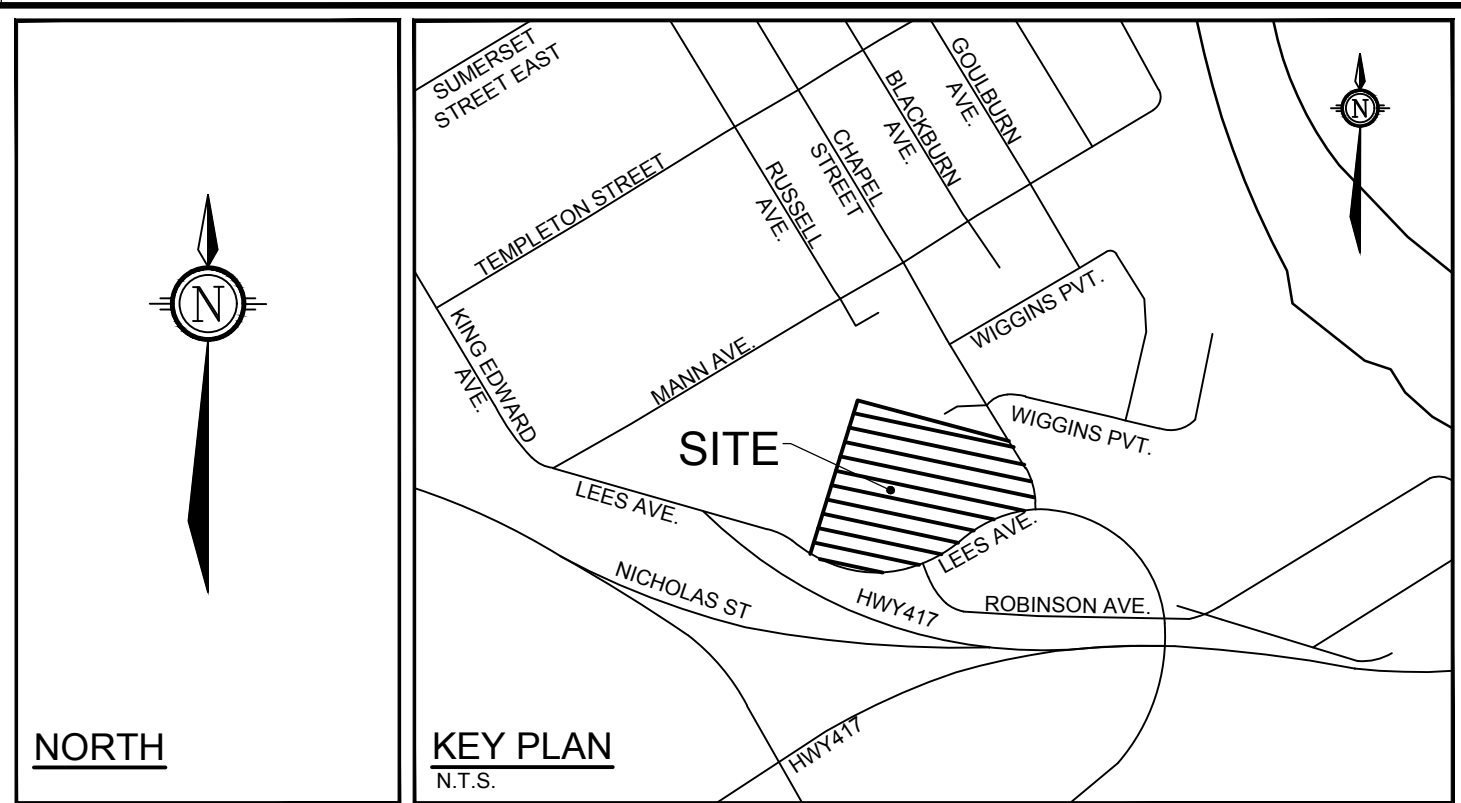 N
NORTH
SUMERSET
STREET EAST
TEMPLETON STREET
KING EDWARD
AVE.
MANN AVE.
RUSSELL
AVE.
CHAPEL
STREET
BLACKBURN
AVE.
GOULBURN
AVE.
N
WIGGINS PVT.
WIGGINS PVT.
SITE
LEES AVE.
LEES AVE.
NICHOLAS ST
HWY417
ROBINSON AVE.
HWY417
KEY PLAN
N.T.S.